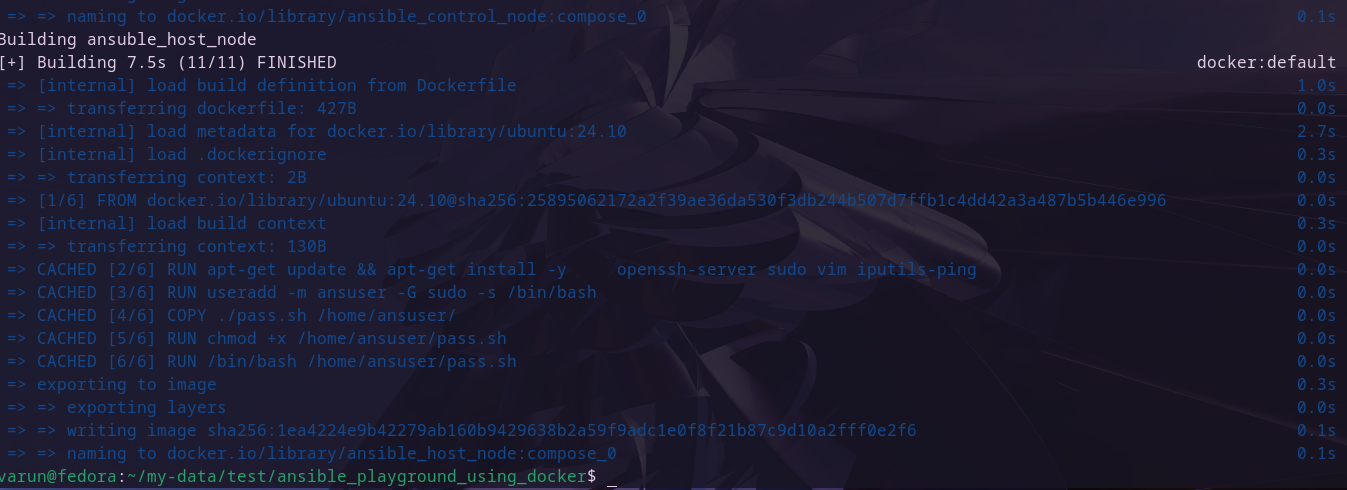 => => naming to docker.io/library/ansible_control_node:compose_0 0.1s
Building ansuble_host_node
[+] Building 7.5s (11/11) FINISHED docker:default
=> [internal] load build definition from Dockerfile 1.0s
=> => transferring dockerfile: 427B 0.0s
=> [internal] load metadata for docker.io/library/ubuntu:24.10 2.7s
=> [internal] load .dockerignore 0.3s
=> => transferring context: 2B 0.0s
=> [1/6] FROM docker.io/library/ubuntu:24.10@sha256:25895062172a2f39ae36da530f3db244b507d7ffb1c4dd42a3a487b5b446e996 0.0s
=> [internal] load build context 0.3s
=> => transferring context: 130B 0.0s
=> CACHED [2/6] RUN apt-get update && apt-get install -y     openssh-server sudo vim iputils-ping 0.0s
=> CACHED [3/6] RUN useradd -m ansuser -G sudo -s /bin/bash 0.0s
=> CACHED [4/6] COPY ./pass.sh /home/ansuser/ 0.0s
=> CACHED [5/6] RUN chmod +x /home/ansuser/pass.sh 0.0s
=> CACHED [6/6] RUN /bin/bash /home/ansuser/pass.sh 0.0s
=> exporting to image 0.3s
=> => exporting layers 0.0s
=> => writing image sha256:1ea4224e9b42279ab160b9429638b2a59f9adc1e0f8f21b87c9d10a2fff0e2f6 0.1s
=> => naming to docker.io/library/ansible_host_node:compose_0 0.1s
varun@fedora:~/my-data/test/ansible_playground_using_docker$ _